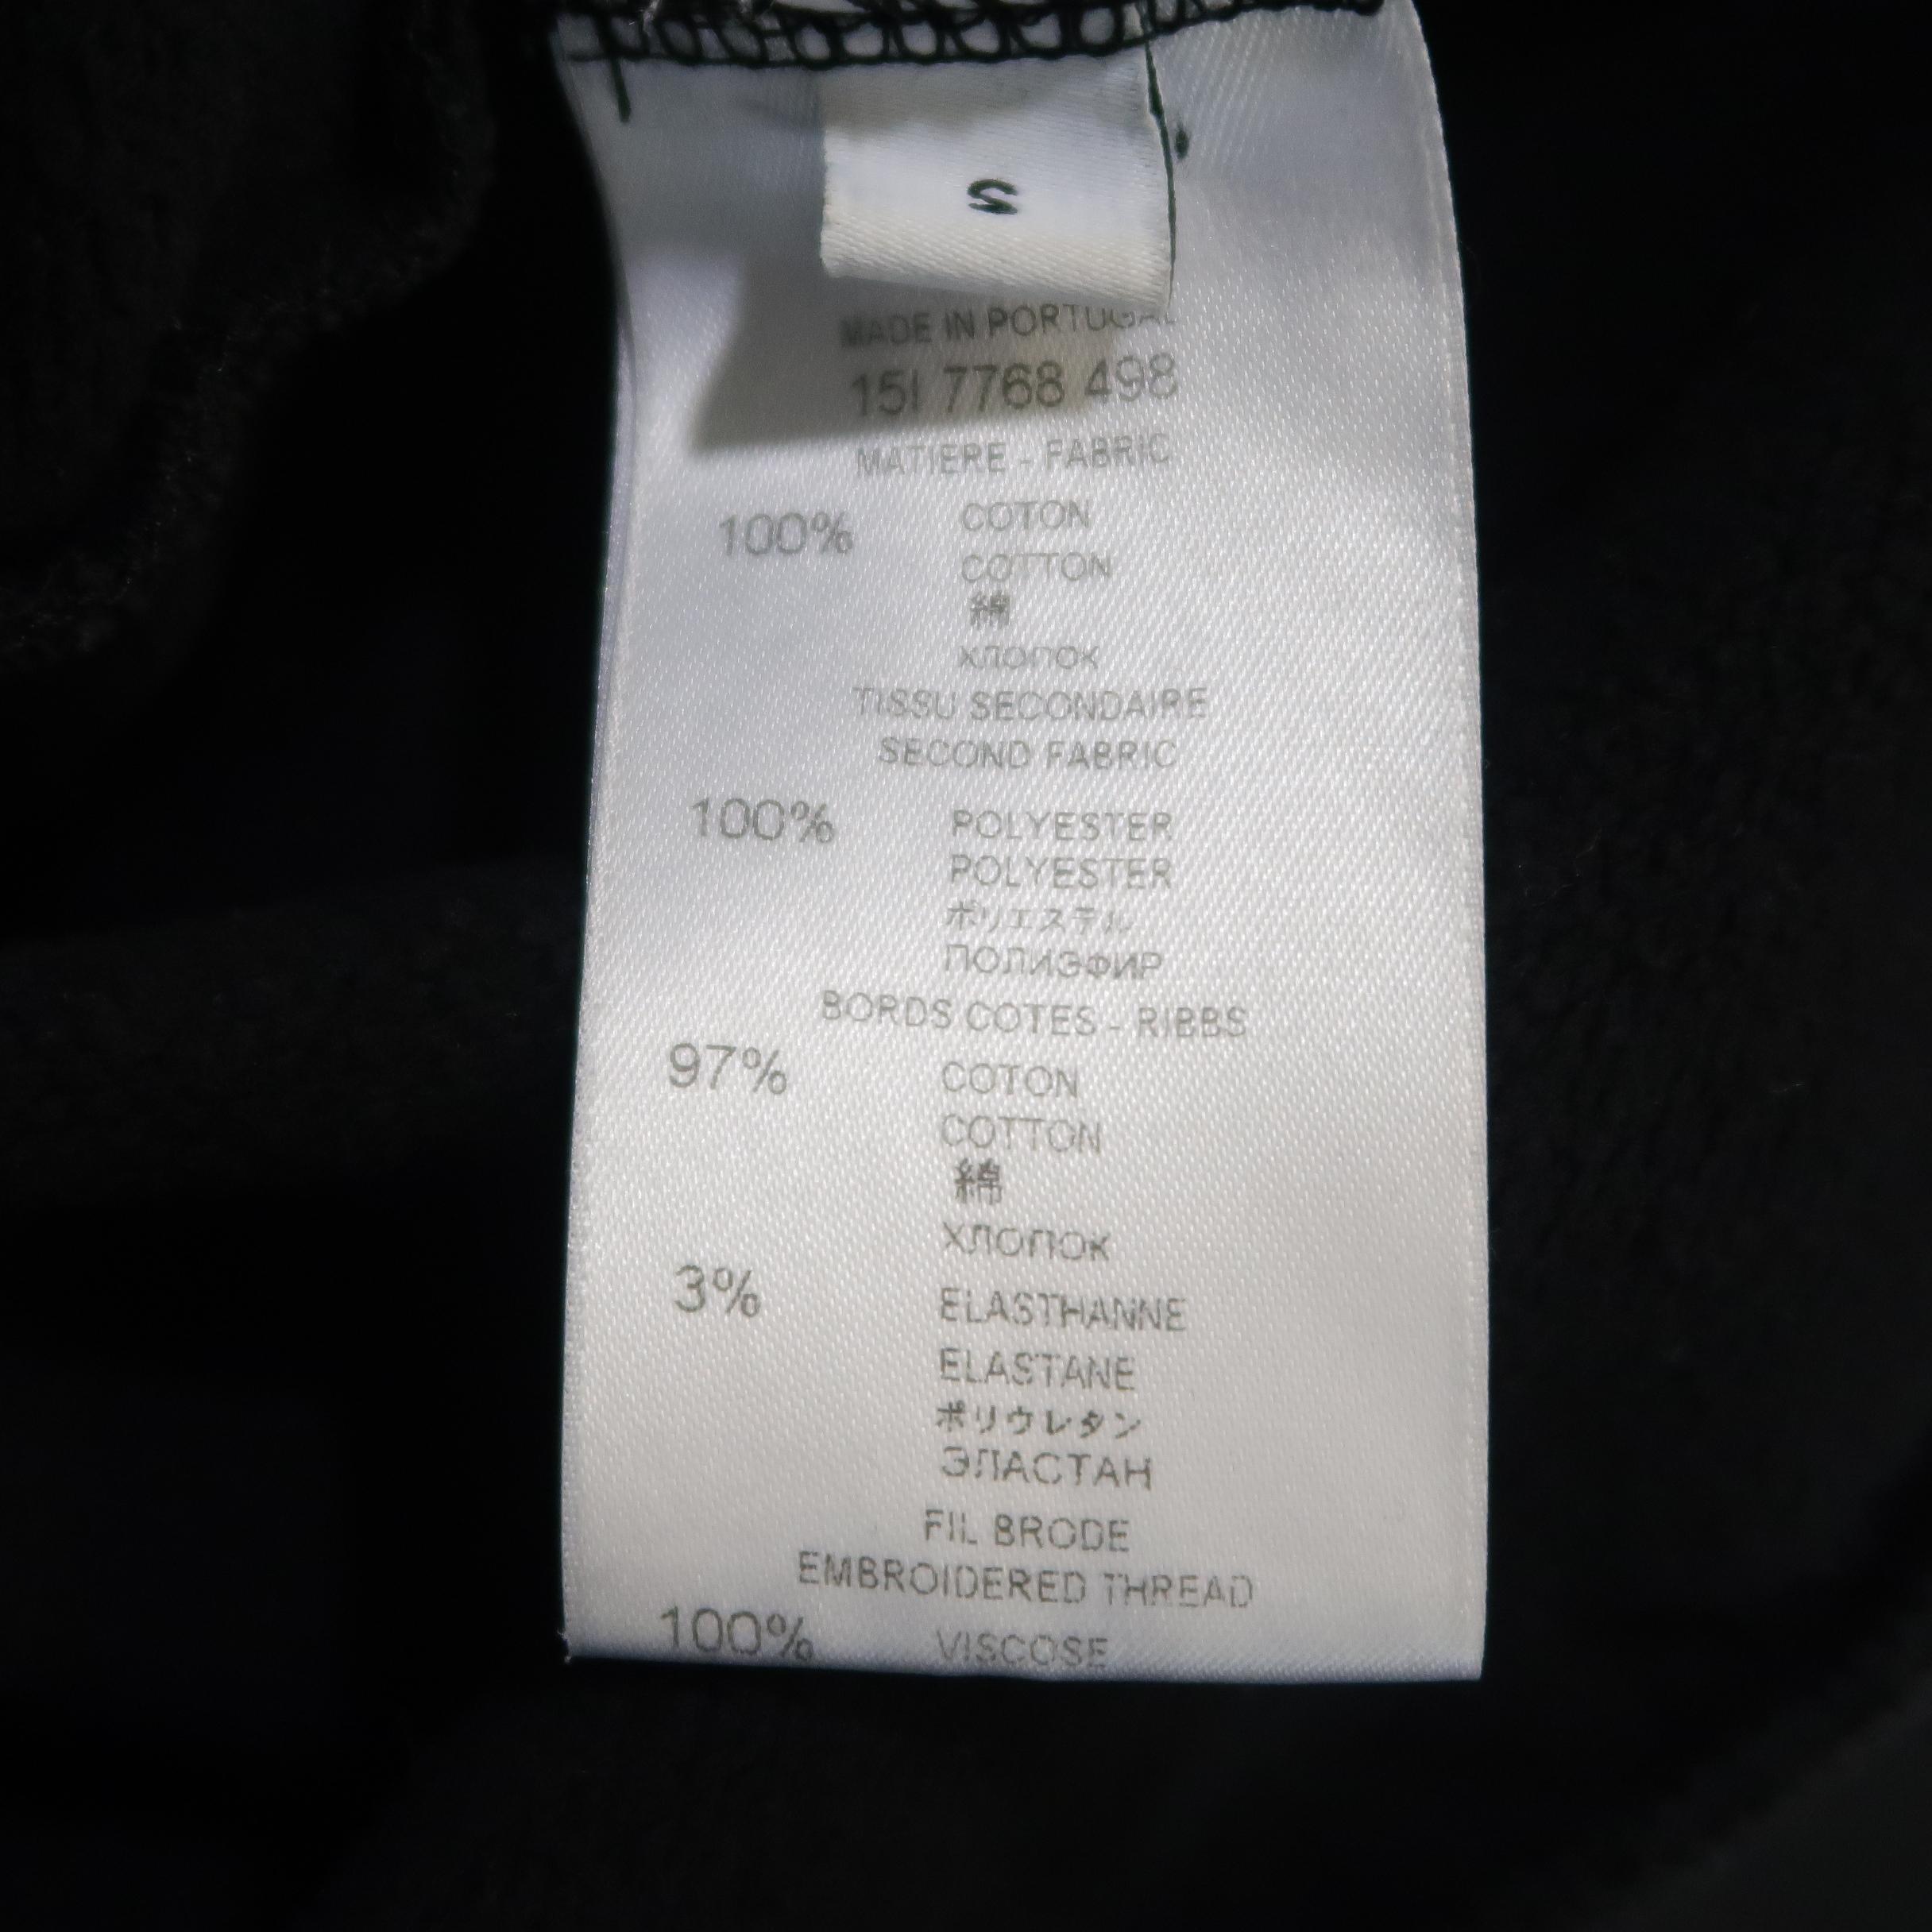 S
MADE IN PORTUGAL
15I 7768 498
MATIERE - FABRIC
100% COTON
COTTON
綿
ХЛОПОК
TISSU SECONDAIRE
SECOND FABRIC
100% POLYESTER
POLYESTER
ポリエステル
ПОЛИЭФИР
BORDS COTES - RIBBS
97% COTON
COTTON
綿
ХЛОПОК
3% ELASTHANNE
ELASTANE
ポリウレタン
ЭЛАСТАН
FIL BRODE
EMBROIDERED THREAD
100% VISCOSE